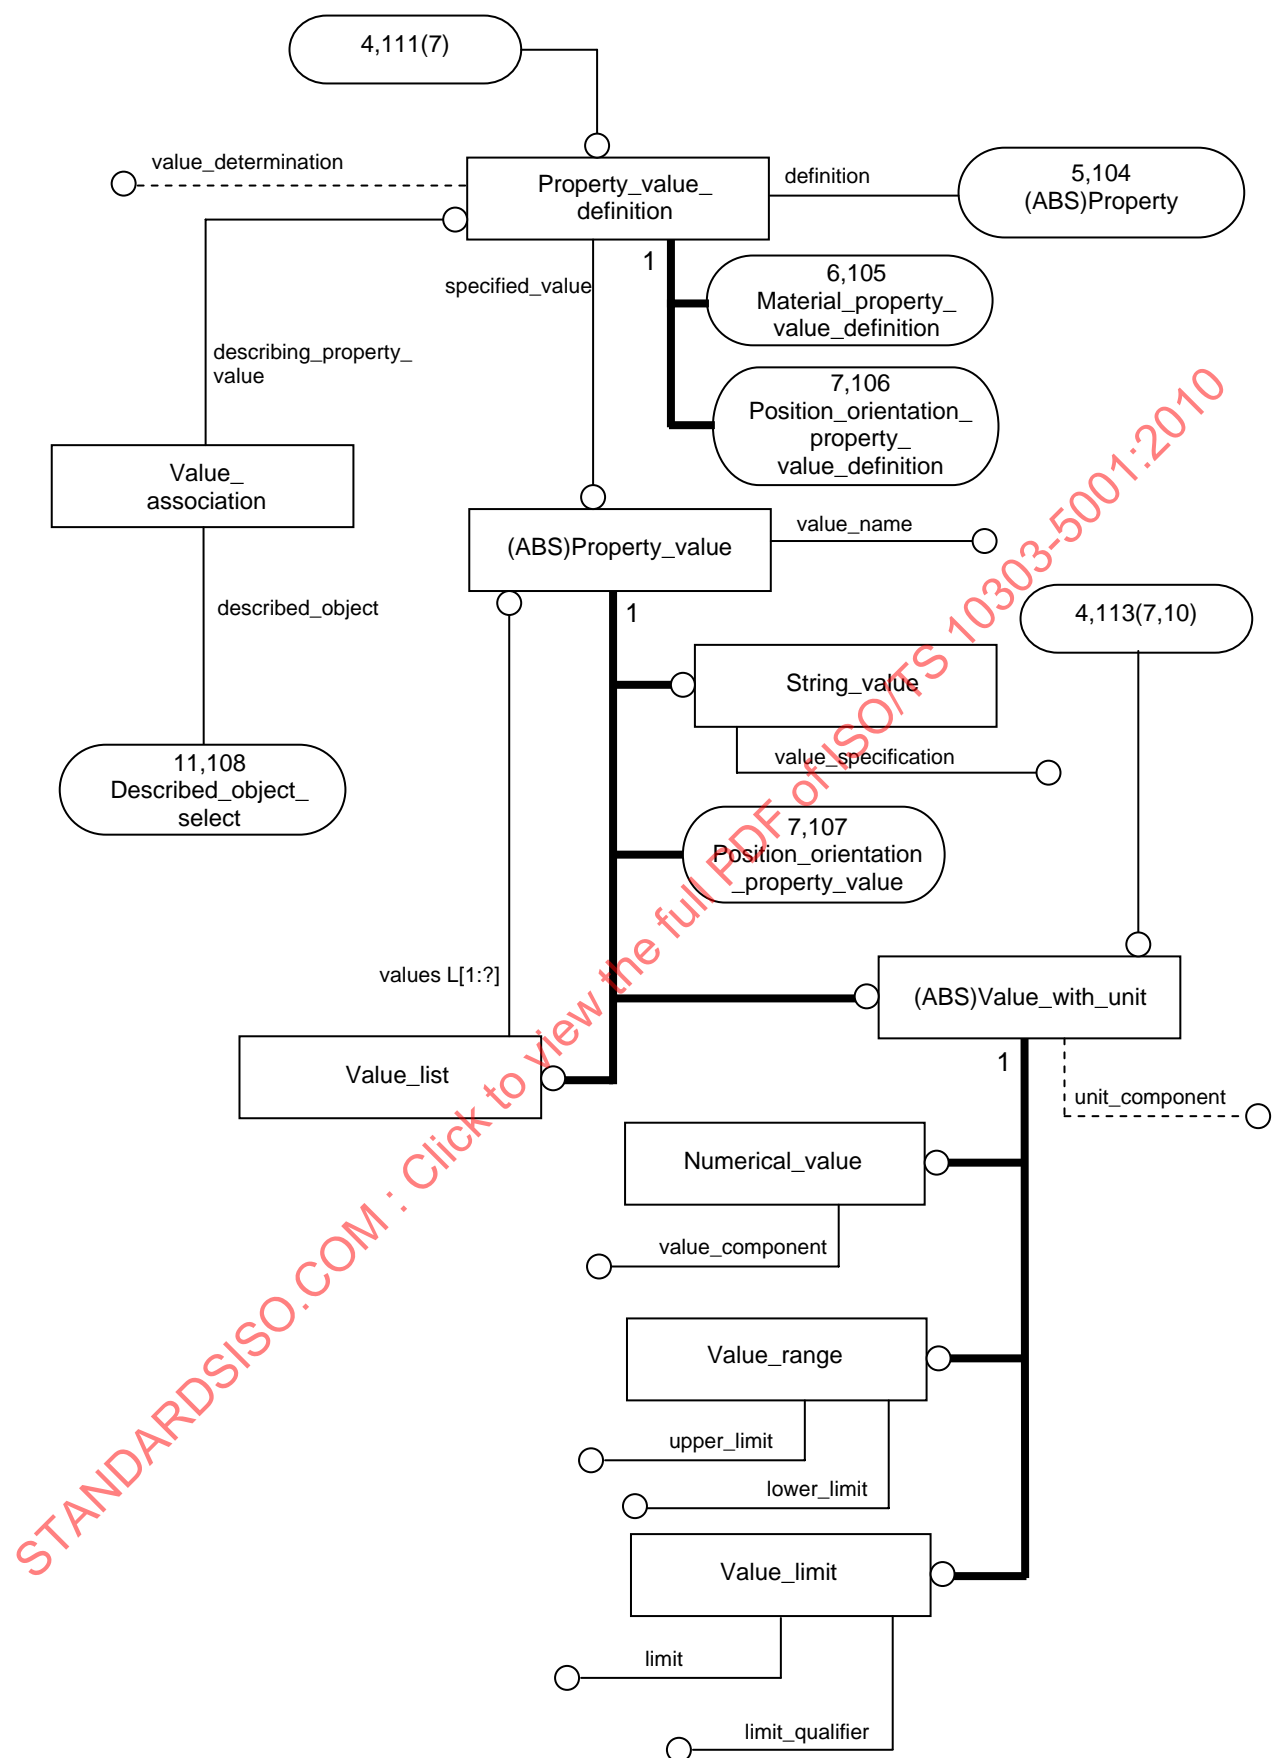 4,111(7)
value_determination
Property_value_
definition
definition
5,104
(ABS)Property
1
specified_value
6,105
Material_property_
value_definition
describing_property_
value
7,106
Position_orientation_
property_
value_definition
Value_
association
(ABS)Property_value
value_name
described_object
1
4,113(7,10)
String_value
value_specification
11,108
Described_object_
select
7,107
Position_orientation
_property_value
values L[1:?]
(ABS)Value_with_unit
Value_list
1
unit_component
Numerical_value
value_component
Value_range
upper_limit
lower_limit
Value_limit
limit
limit_qualifier
STANDARDSISO.COM : Click to view the full PDF of ISO/TS 10303-5001:2010